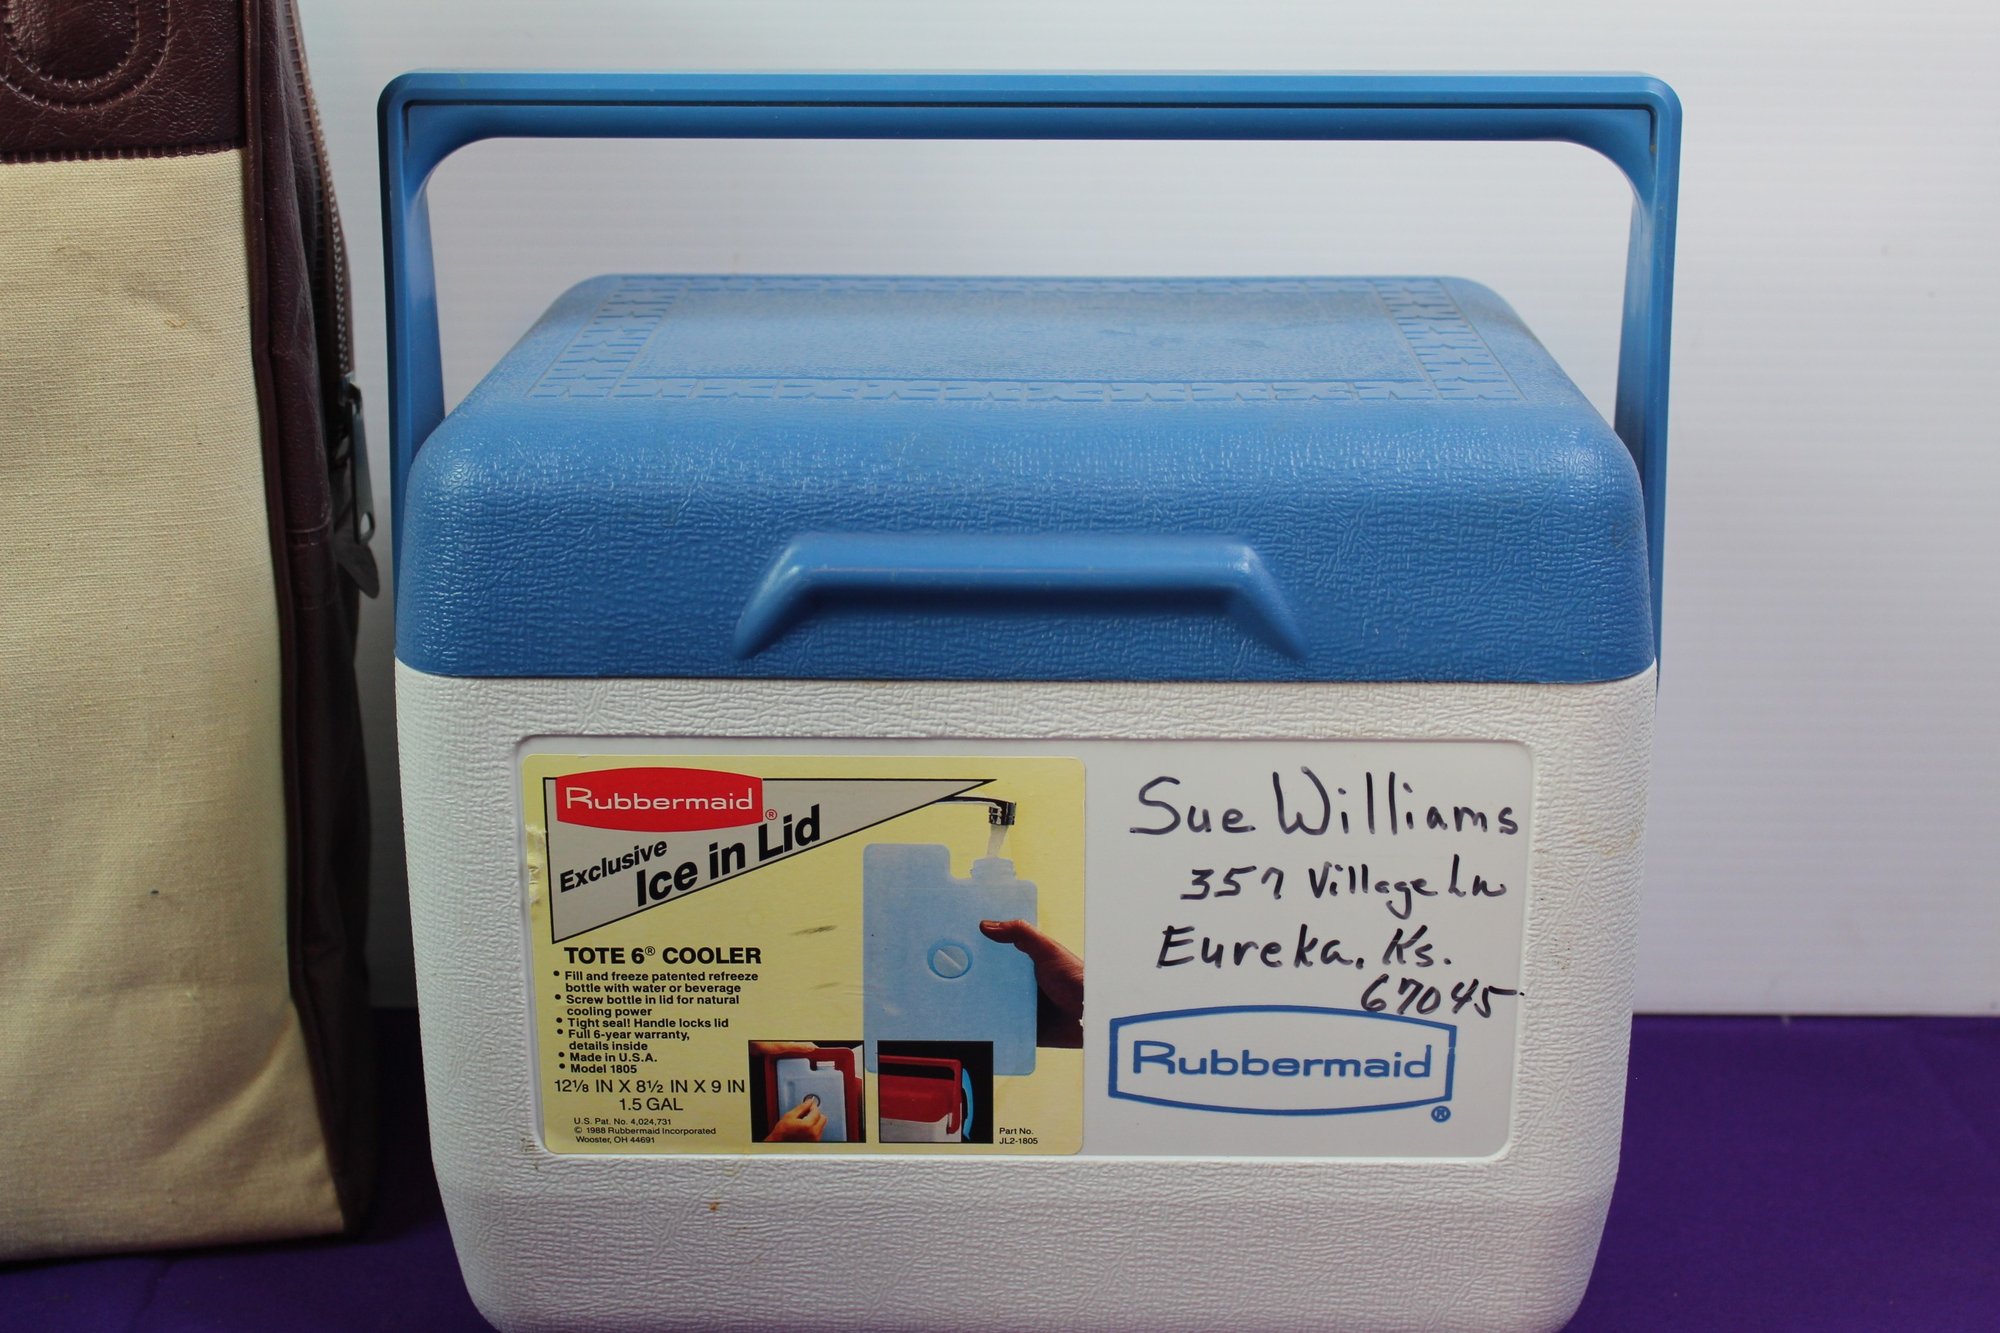 Rubbermaid®
Exclusive
Ice in Lid
TOTE 6® COOLER
• Fill and freeze patented refreeze
bottle with water or beverage
• Screw bottle in lid for natural
cooling power
• Tight seal! Handle locks lid
• Full 6-year warranty,
details inside
• Made in U.S.A.
• Model 1805
12⅛ IN X 8½ IN X 9 IN
1.5 GAL
U.S. Pat. No. 4,024,731
© 1988 Rubbermaid Incorporated
Wooster, OH 44691
Part No.
JL2-1805
Sue Williams
357 Village Ln
Eureka, Ks.
67045
Rubbermaid®